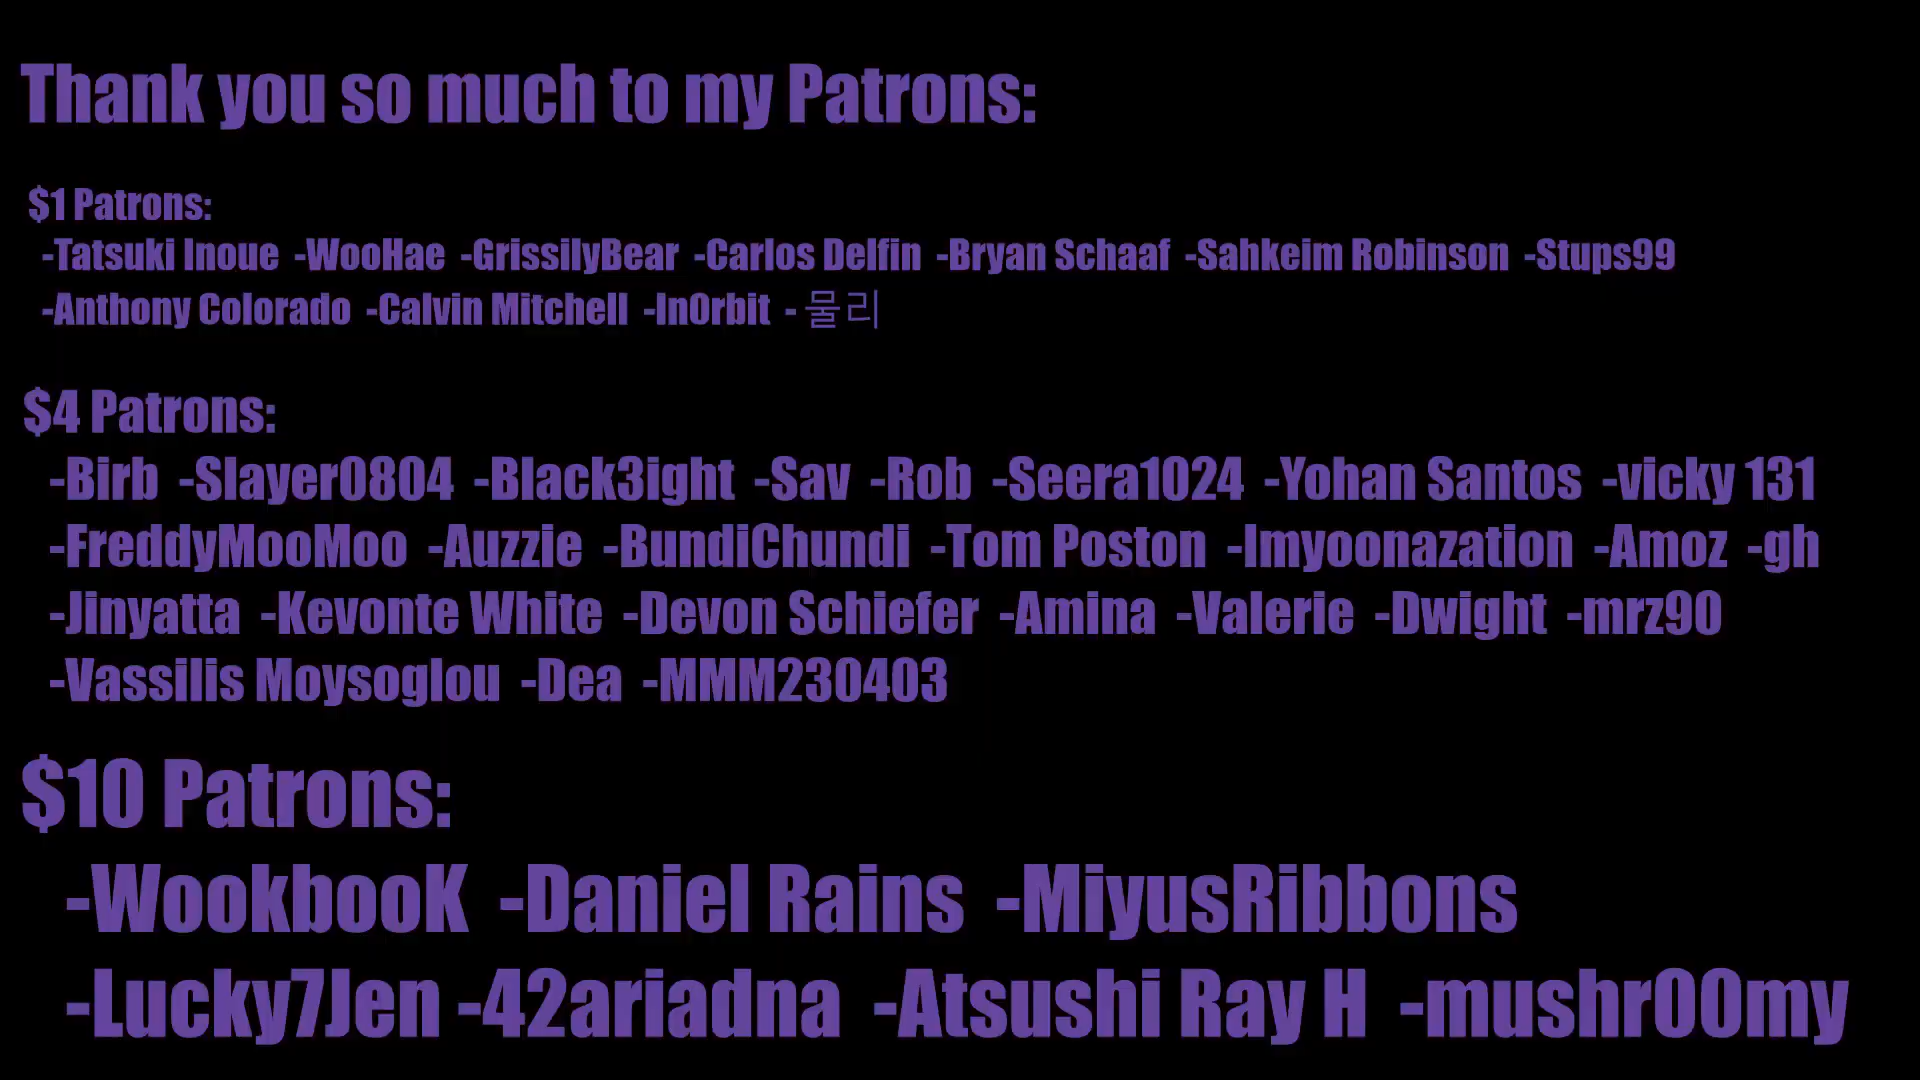 Thank you so much to my Patrons:
$1 Patrons:
-Tatsuki Inoue -WooHae -GrissilyBear -Carlos Delfin -Bryan Schaaf -Sahkeim Robinson -Stups99
-Anthony Colorado -Calvin Mitchell -InOrbit - 물리
$4 Patrons:
-Birb -Slayer0804 -Black3ight -Sav -Rob -Seera1024 -Yohan Santos -vicky 131
-FreddyMooMoo -Auzzie -BundiChundi -Tom Poston -Imyoonazation -Amoz -gh
-Jinyatta -Kevonte White -Devon Schiefer -Amina -Valerie -Dwight -mrz90
-Vassilis Moysoglou -Dea -MMM230403
$10 Patrons:
-WookbooK -Daniel Rains -MiyusRibbons
-Lucky7Jen -42ariadna -Atsushi Ray H -mushr00my